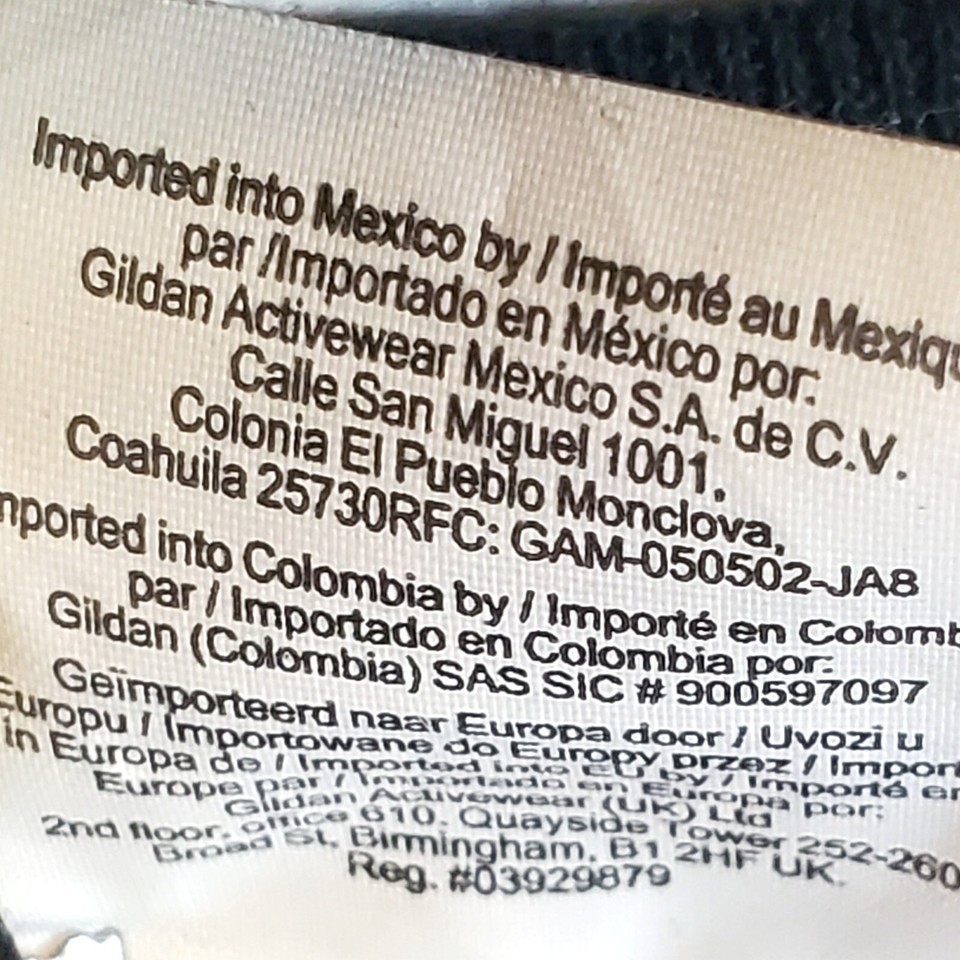 Imported into Mexico by / Importé au Mexiqu
par /Importado en México por:
Gildan Activewear Mexico S.A. de C.V.
Calle San Miguel 1001.
Colonia El Pueblo Monclova,
Coahuila 25730RFC: GAM-050502-JA8
mported into Colombia by / Importé en Colomb
par / Importado en Colombia por:
Gildan (Colombia) SAS SIC # 900597097
Geïmporteerd naar Europa door / Uvozi u
Europu / Importowane do Europy przez / Import
in Europa de / Imported into EU by / Importé en
Europe par / Importado en Europa por:
Gildan Activewear (UK) Ltd
2nd floor, office 610, Quayside Tower 252-260
Broad St, Birmingham, B1 2HF UK.
Reg. #03929879